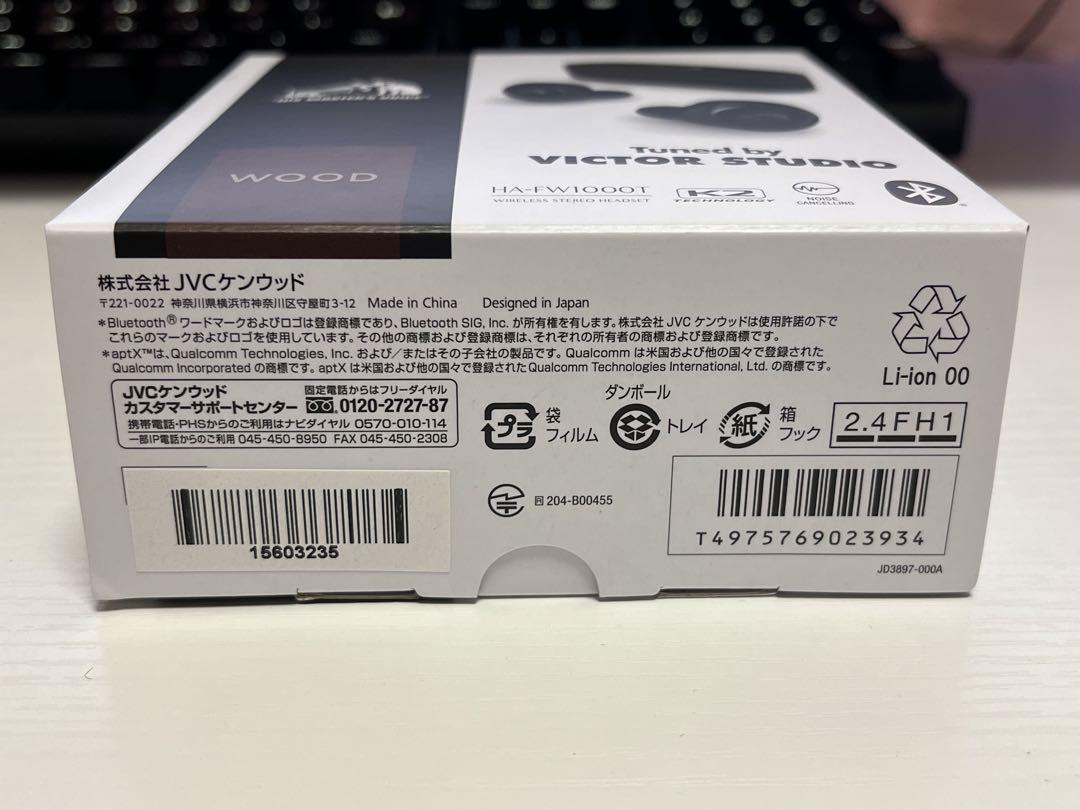 HIS MASTER'S VOICE
WOOD
Tuned by
VICTOR STUDIO
HA-FW1000T
WIRELESS STEREO HEADSET
K2
TECHNOLOGY
NOISE
CANCELLING
株式会社 JVCケンウッド
〒221-0022 神奈川県横浜市神奈川区守屋町3-12 Made in China Designed in Japan
*Bluetooth®ワードマークおよびロゴは登録商標であり、Bluetooth SIG, Inc. が所有権を有します。株式会社 JVC ケンウッドは使用許諾の下で
これらのマークおよびロゴを使用しています。その他の商標および登録商標は、それぞれの所有者の商標および登録商標です。
*aptX™は、Qualcomm Technologies, Inc. および/またはその子会社の製品です。Qualcomm は米国および他の国々で登録された
Qualcomm Incorporated の商標です。aptX は米国および他の国々で登録されたQualcomm Technologies International, Ltd. の商標です。
Li-ion 00
JVCケンウッド
カスタマーサポートセンター
固定電話からはフリーダイヤル
0120-2727-87
携帯電話・PHSからのご利用はナビダイヤル 0570-010-114
一部IP電話からのご利用 045-450-8950 FAX 045-450-2308
プラ
袋
フィルム
ダンボール
トレイ
紙
箱
フック
2.4FH1
15603235
R 204-B00455
T4975769023934
JD3897-000A